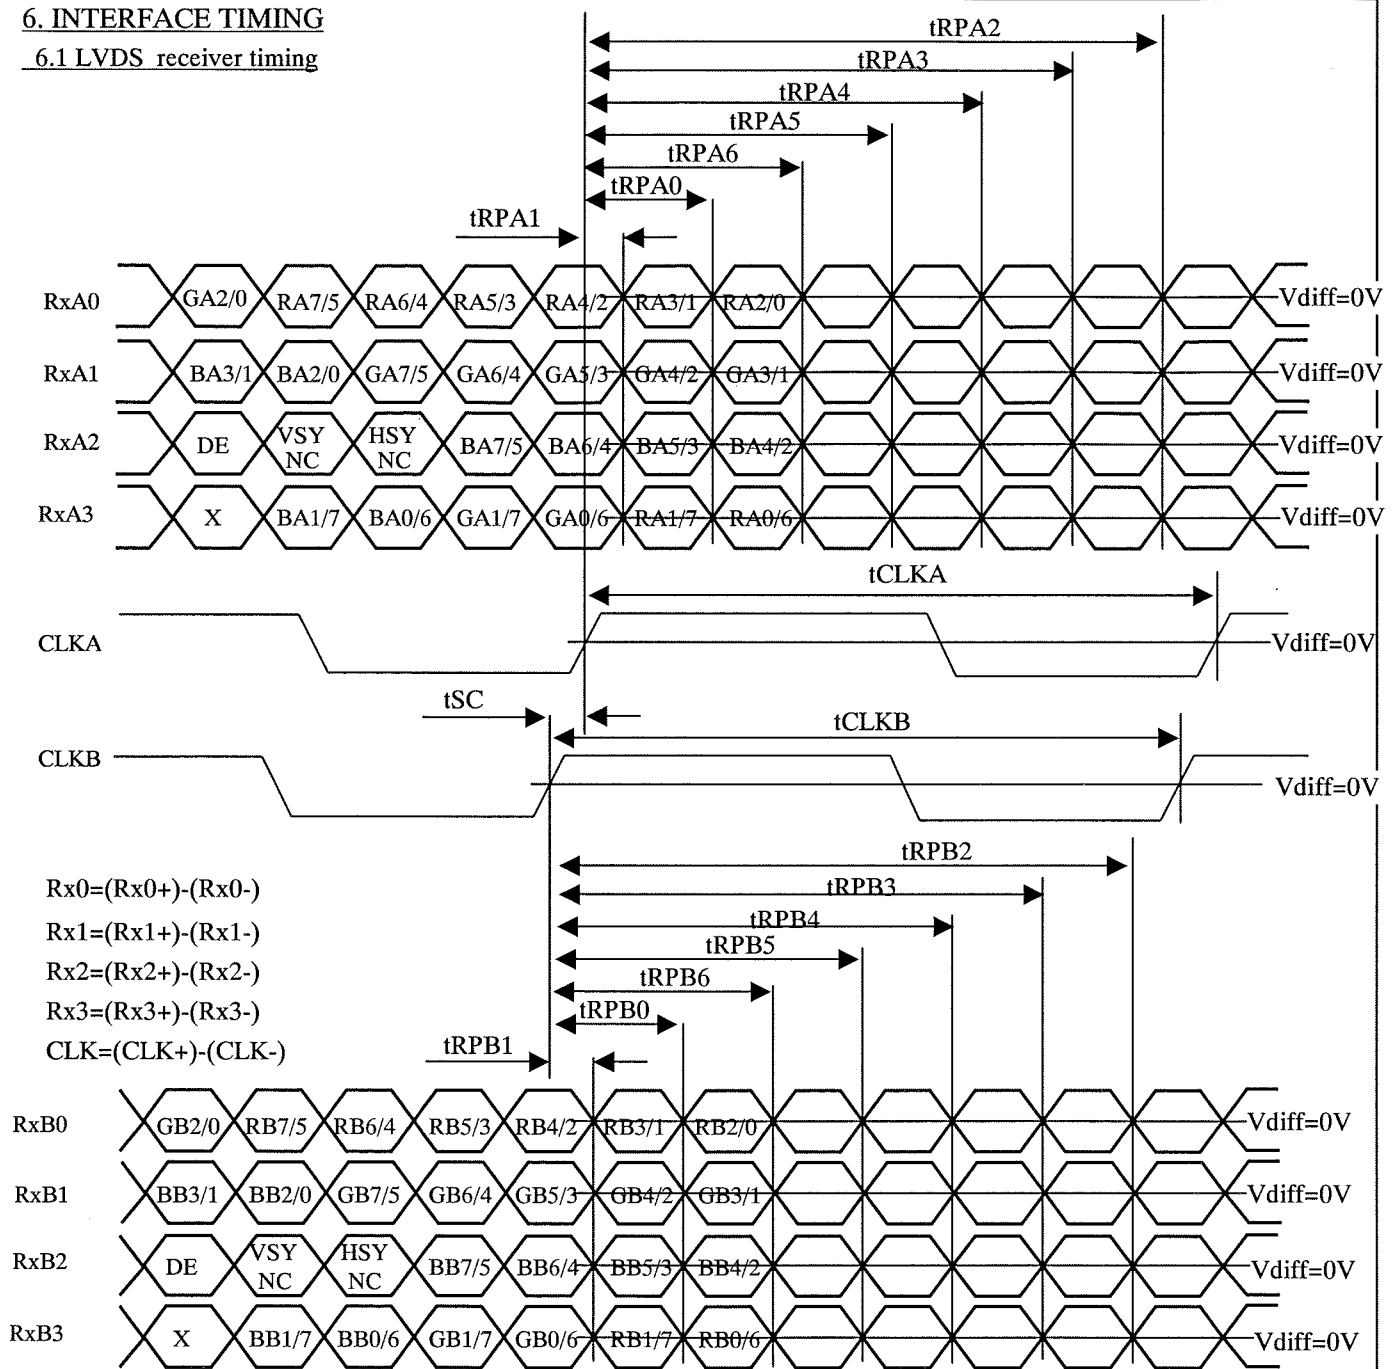 6. INTERFACE TIMING
6.1 LVDS receiver timing
tRPA2
tRPA3
tRPA4
tRPA5
tRPA6
tRPA0
tRPA1
RxA0 GA2/0 RA7/5 RA6/4 RA5/3 RA4/2 RA3/1 RA2/0 Vdiff=0V
RxA1 BA3/1 BA2/0 GA7/5 GA6/4 GA5/3 GA4/2 GA3/1 Vdiff=0V
RxA2 DE VSY NC HSY NC BA7/5 BA6/4 BA5/3 BA4/2 Vdiff=0V
RxA3 X BA1/7 BA0/6 GA1/7 GA0/6 RA1/7 RA0/6 Vdiff=0V
tCLKA
CLKA Vdiff=0V
tSC
tCLKB
CLKB Vdiff=0V
tRPB2
Rx0=(Rx0+)-(Rx0-)
tRPB3
Rx1=(Rx1+)-(Rx1-)
tRPB4
tRPB5
Rx2=(Rx2+)-(Rx2-)
tRPB6
Rx3=(Rx3+)-(Rx3-)
tRPB0
CLK=(CLK+)-(CLK-)
tRPB1
RxB0 GB2/0 RB7/5 RB6/4 RB5/3 RB4/2 RB3/1 RB2/0 Vdiff=0V
RxB1 BB3/1 BB2/0 GB7/5 GB6/4 GB5/3 GB4/2 GB3/1 Vdiff=0V
RxB2 DE VSY NC HSY NC BB7/5 BB6/4 BB5/3 BB4/2 Vdiff=0V
RxB3 X BB1/7 BB0/6 GB1/7 GB0/6 RB1/7 RB0/6 Vdiff=0V